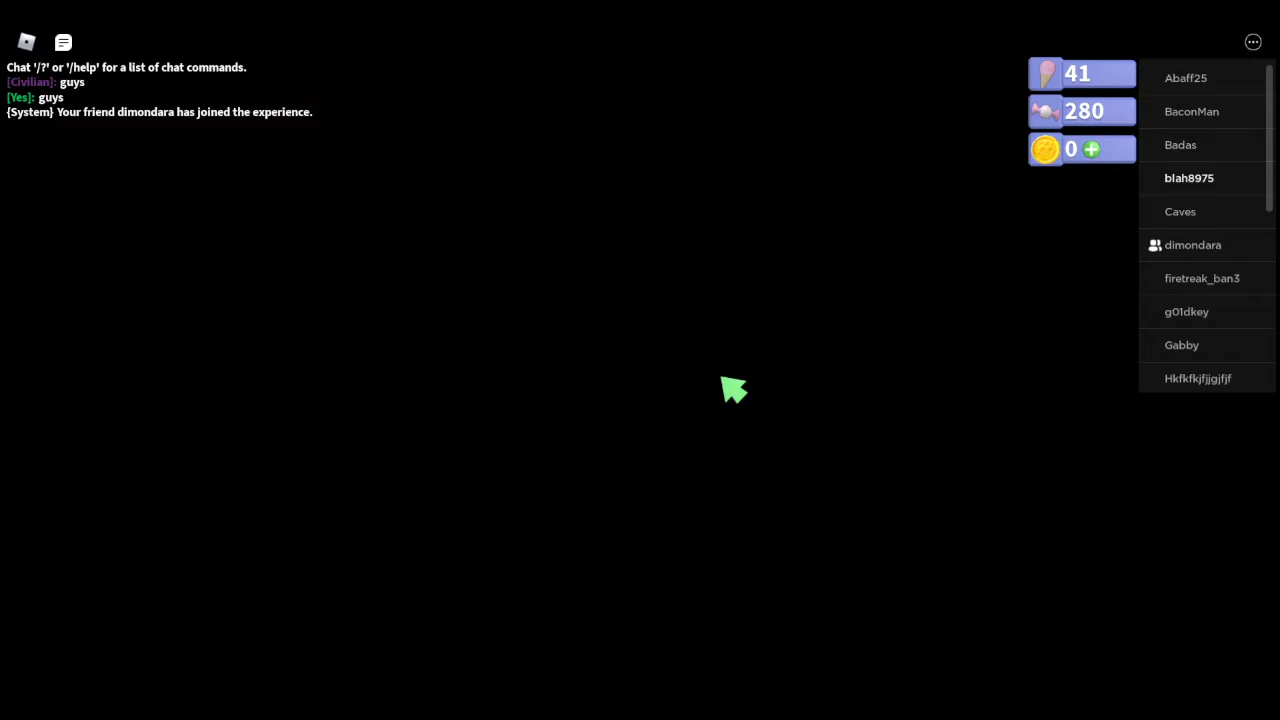 Chat '/?' or '/help' for a list of chat commands.
[Civilian]: guys
[Yes]: guys
{System} Your friend dimondara has joined the experience.
41
280
0
Abaff25
BaconMan
Badas
blah8975
Caves
dimondara
firetreak_ban3
g01dkey
Gabby
Hkfkfkjfjjgjfjf